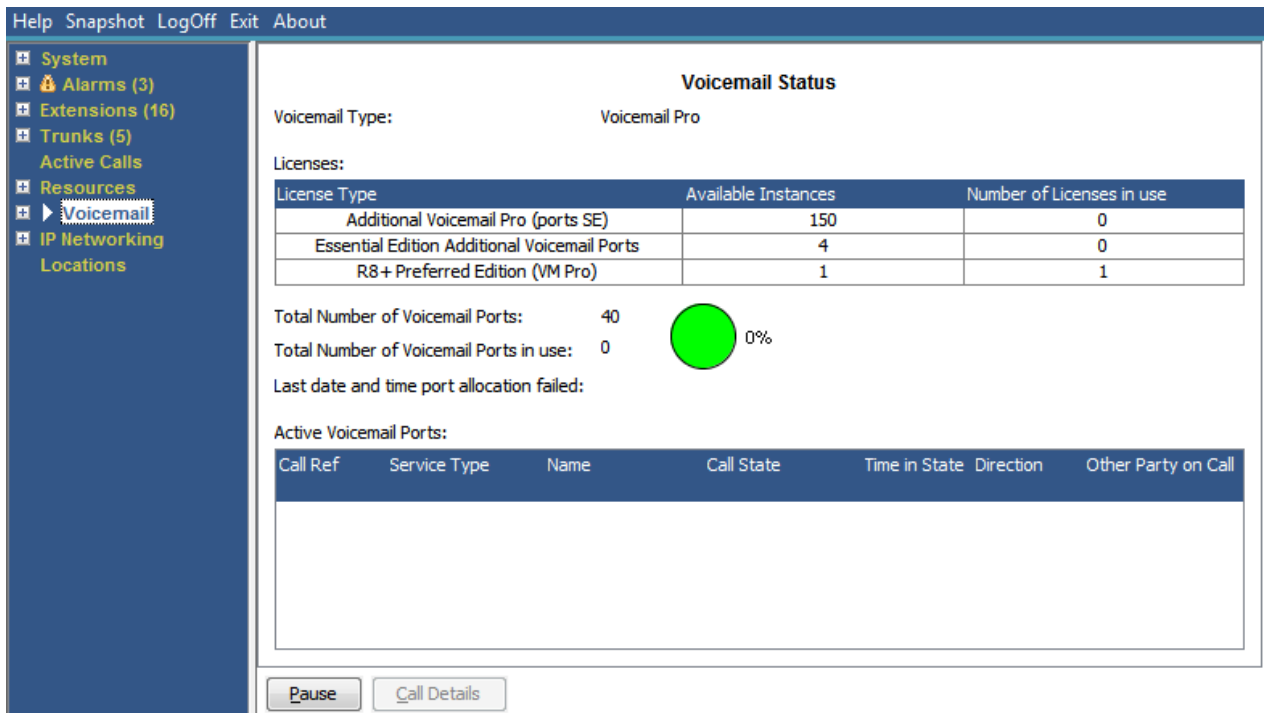 Help Snapshot LogOff Exit About
System
Alarms (3)
Extensions (16)
Trunks (5)
Active Calls
Resources
Voicemail
IP Networking
Locations
Voicemail Status
Voicemail Type: Voicemail Pro
Licenses:
License Type Available Instances Number of Licenses in use
Additional Voicemail Pro (ports SE) 150 0
Essential Edition Additional Voicemail Ports 4 0
R8+ Preferred Edition (VM Pro) 1 1
Total Number of Voicemail Ports: 40
0%
Total Number of Voicemail Ports in use: 0
Last date and time port allocation failed:
Active Voicemail Ports:
Call Ref Service Type Name Call State Time in State Direction Other Party on Call
Pause Call Details